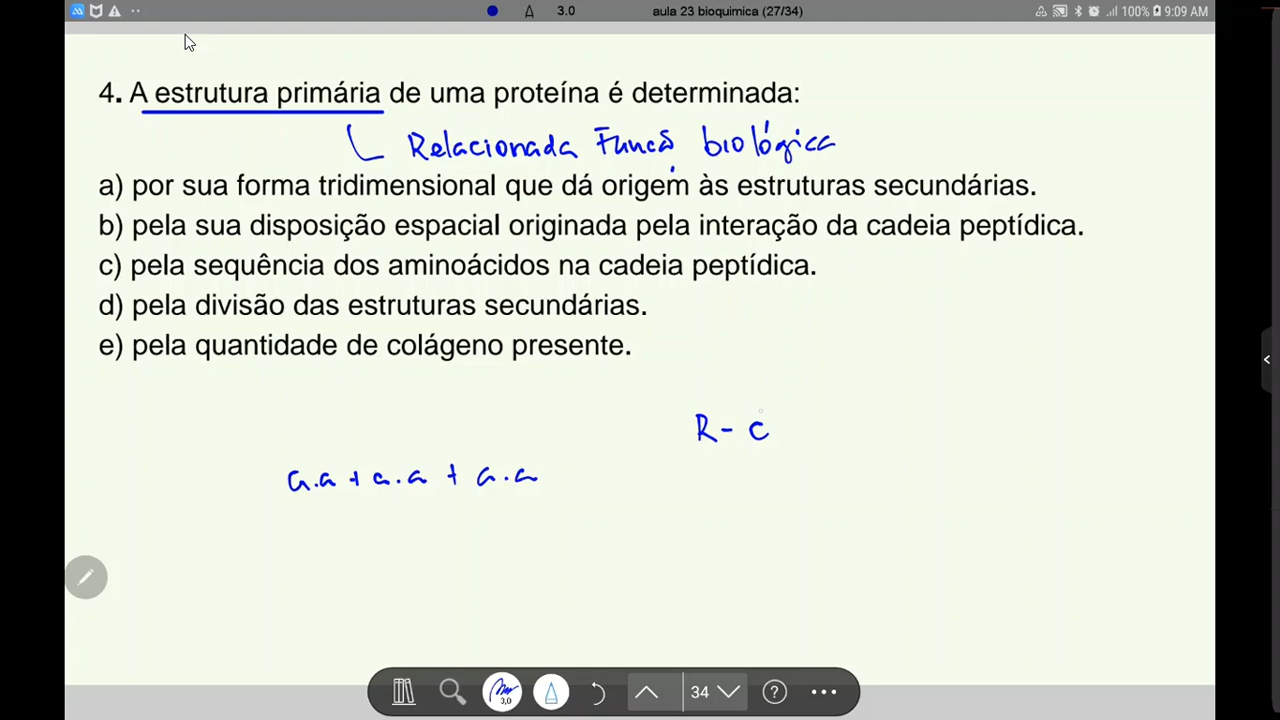 3.0 aula 23 bioquimica (27/34) 100% 9:09 AM
4. A estrutura primária de uma proteína é determinada:
Relacionada Função biológica
a) por sua forma tridimensional que dá origem às estruturas secundárias.
b) pela sua disposição espacial originada pela interação da cadeia peptídica.
c) pela sequência dos aminoácidos na cadeia peptídica.
d) pela divisão das estruturas secundárias.
e) pela quantidade de colágeno presente.
R - C
a.a + a.a + a.a
3,0 34 ?